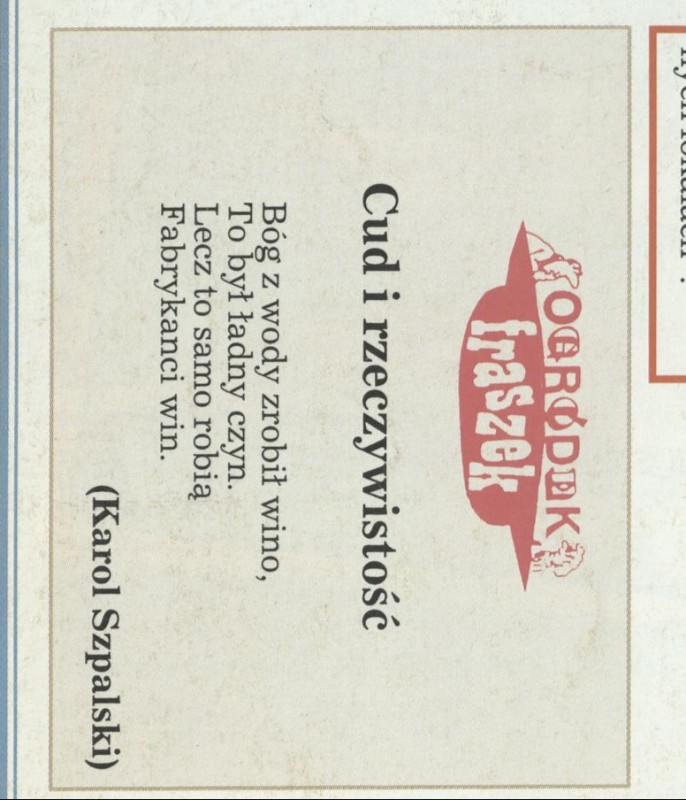 OGRÓDEK
fraszek
Cud i rzeczywistość
Bóg z wody zrobił wino,
To był ładny czyn.
Lecz to samo robią
Fabrykanci win.
(Karol Szpalski)